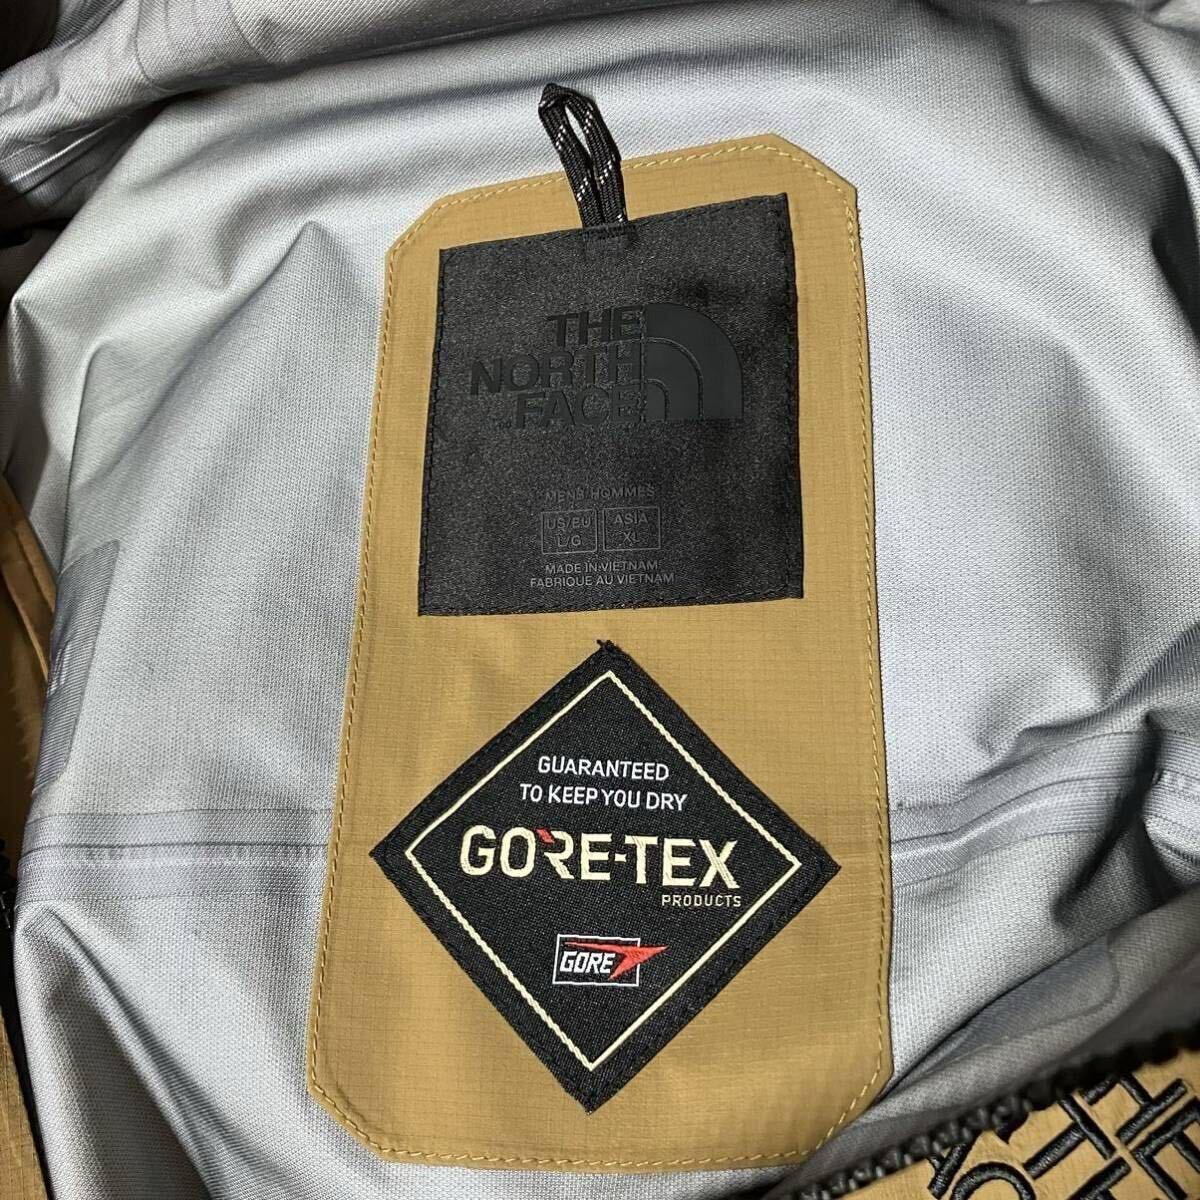 THE
NORTH
FACE
MENS HOMMES
US/EU
L/G
ASIA
XL
MADE IN VIETNAM
FABRIQUE AU VIETNAM
GUARANTEED
TO KEEP YOU DRY
GORE-TEX
PRODUCTS
GORE